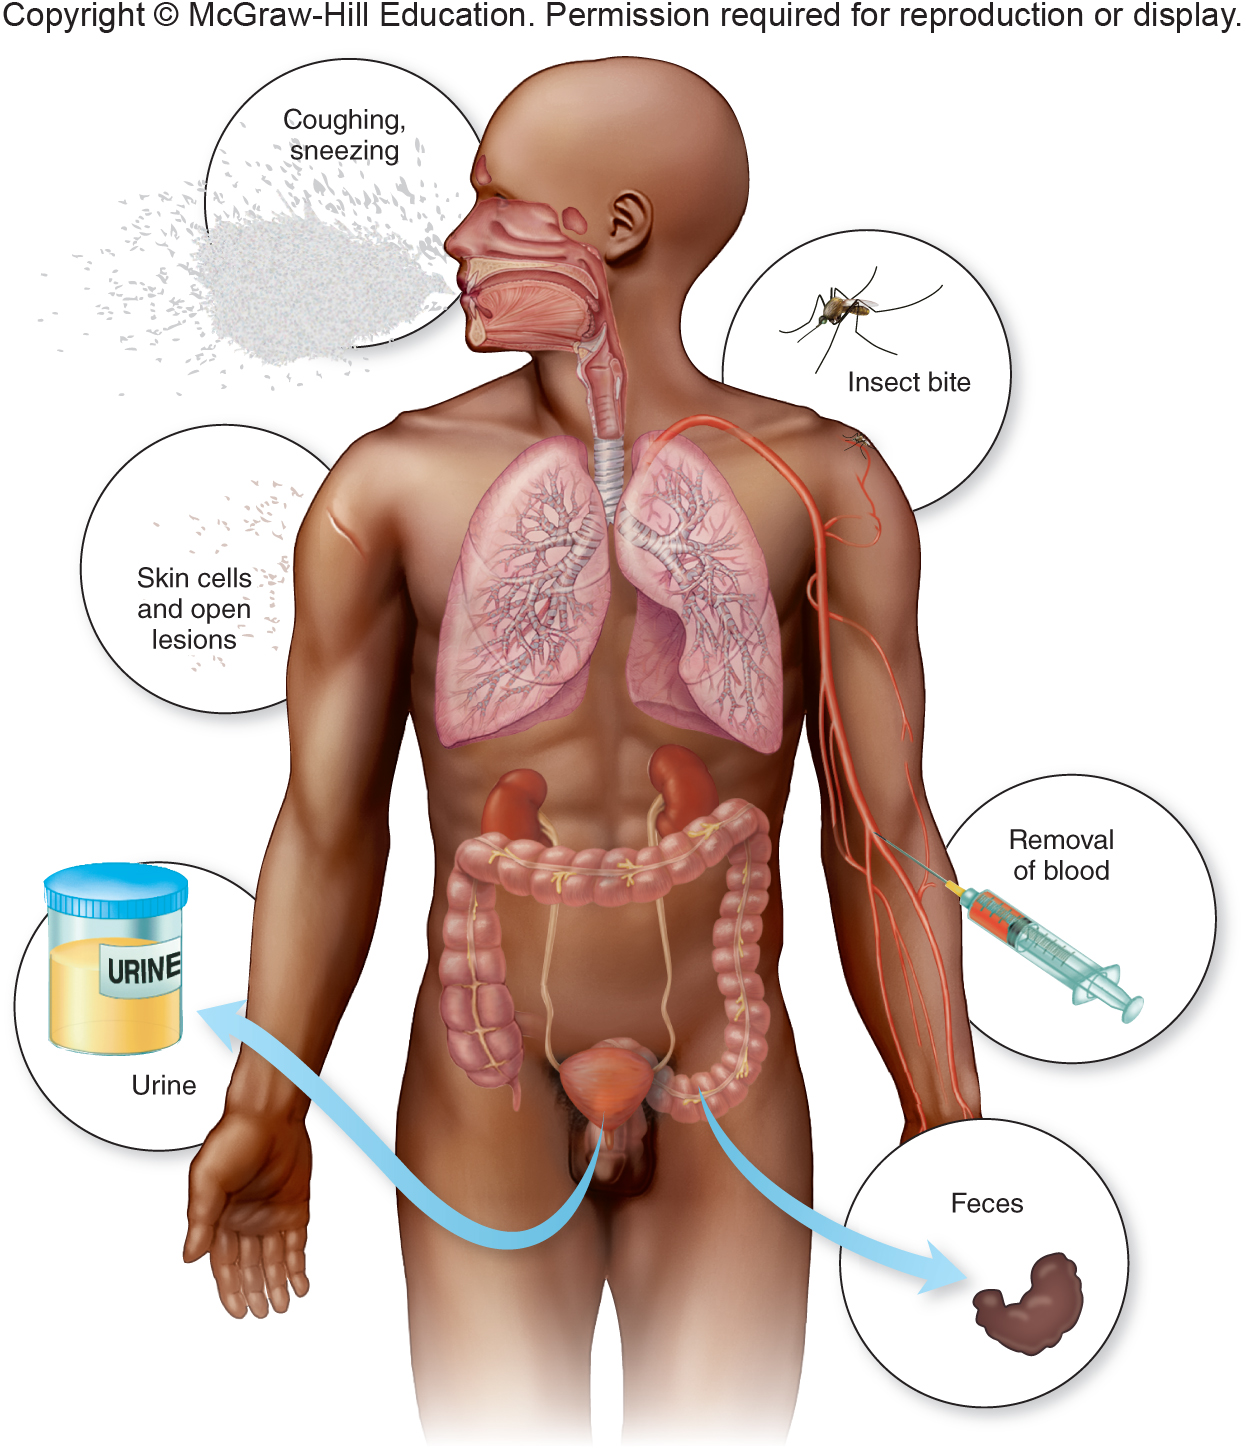 Copyright © McGraw-Hill Education. Permission required for reproduction or display.
Coughing,
sneezing
Insect bite
Skin cells
and open
lesions
Removal
of blood
URINE
Urine
Feces